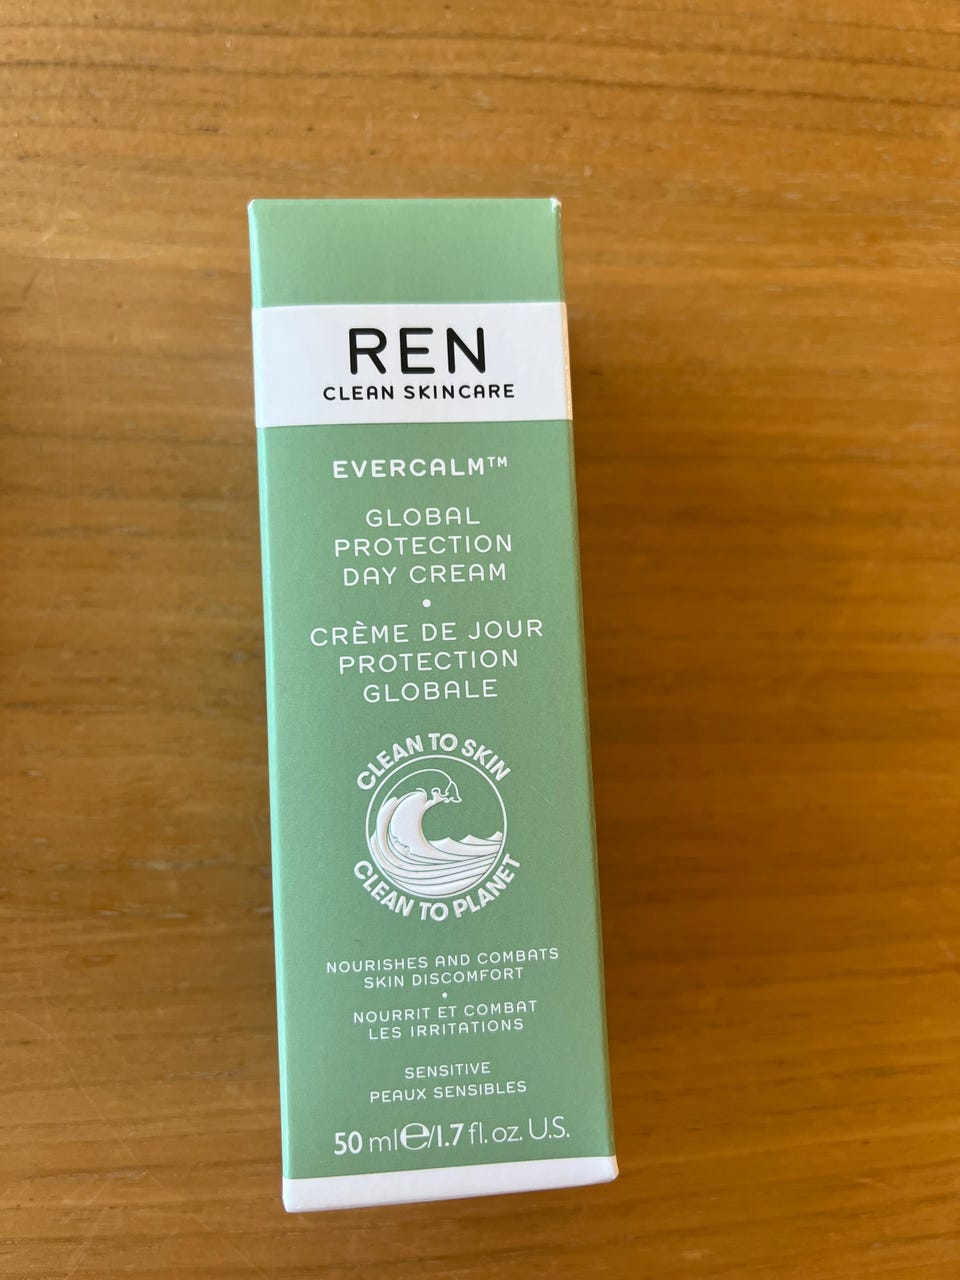 REN
CLEAN SKINCARE
EVERCALM™
GLOBAL
PROTECTION
DAY CREAM
•
CRÈME DE JOUR
PROTECTION
GLOBALE
CLEAN TO SKIN
CLEAN TO PLANET
NOURISHES AND COMBATS
SKIN DISCOMFORT
•
NOURRIT ET COMBAT
LES IRRITATIONS
SENSITIVE
PEAUX SENSIBLES
50 ml℮/1.7 fl. oz. U.S.